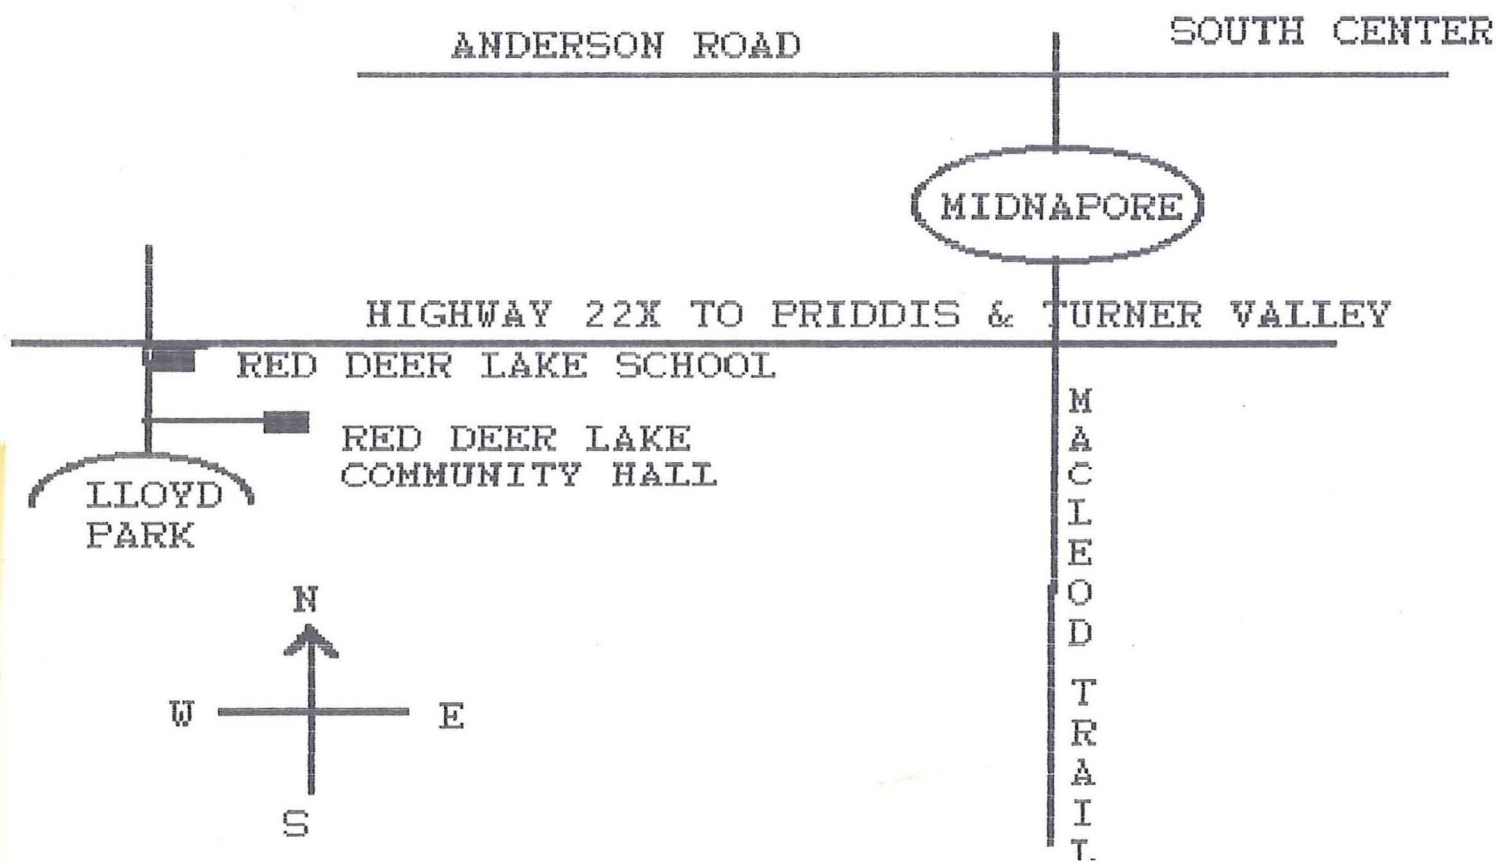 SOUTH CENTER
ANDERSON ROAD
MIDNAPORE
HIGHWAY 22X TO PRIDDIS & TURNER VALLEY
RED DEER LAKE SCHOOL
RED DEER LAKE
COMMUNITY HALL
LLOYD
PARK
MACLEOD TRAIL
N
W E
S